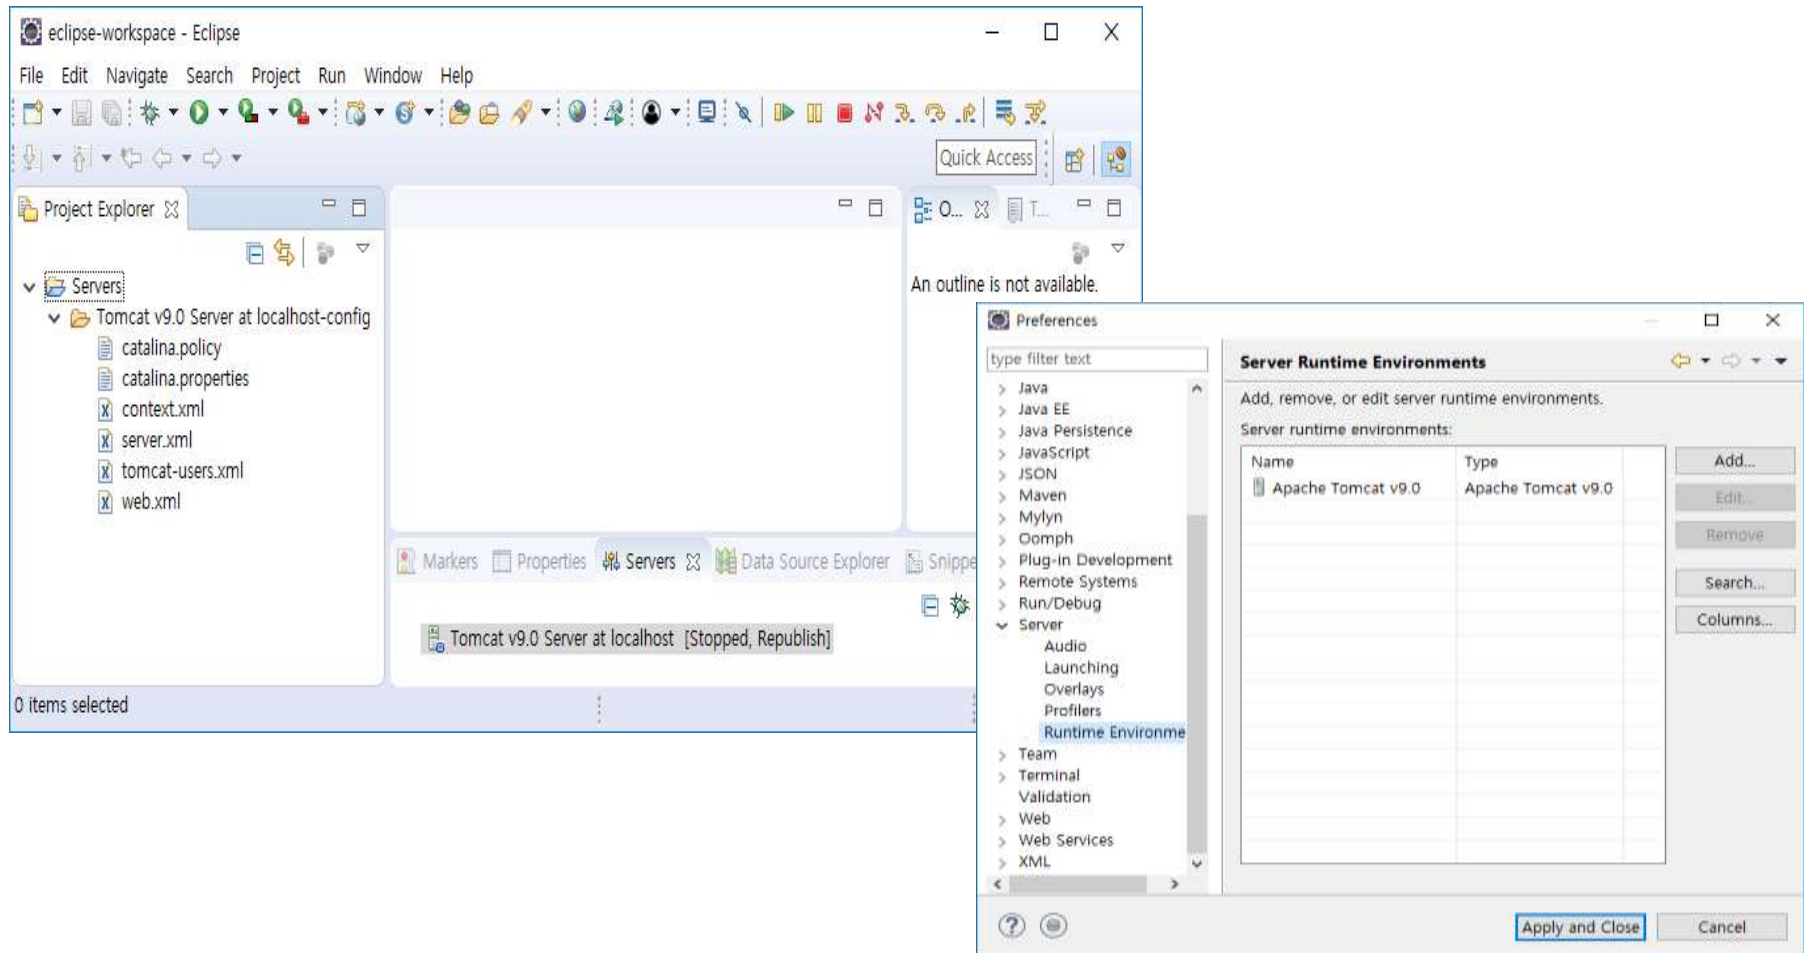 eclipse-workspace - Eclipse
File Edit Navigate Search Project Run Window Help
Quick Access
Project Explorer
O...
T...
An outline is not available.
Servers
Tomcat v9.0 Server at localhost-config
catalina.policy
catalina.properties
context.xml
server.xml
tomcat-users.xml
web.xml
Markers Properties Servers Data Source Explorer Snippe
Tomcat v9.0 Server at localhost [Stopped, Republish]
0 items selected
Preferences
type filter text
Java
Java EE
Java Persistence
JavaScript
JSON
Maven
Mylyn
Oomph
Plug-in Development
Remote Systems
Run/Debug
Server
Audio
Launching
Overlays
Profilers
Runtime Environme
Team
Terminal
Validation
Web
Web Services
XML
Server Runtime Environments
Add, remove, or edit server runtime environments.
Server runtime environments:
Name Type
Apache Tomcat v9.0 Apache Tomcat v9.0
Add...
Edit...
Remove
Search...
Columns...
Apply and Close
Cancel